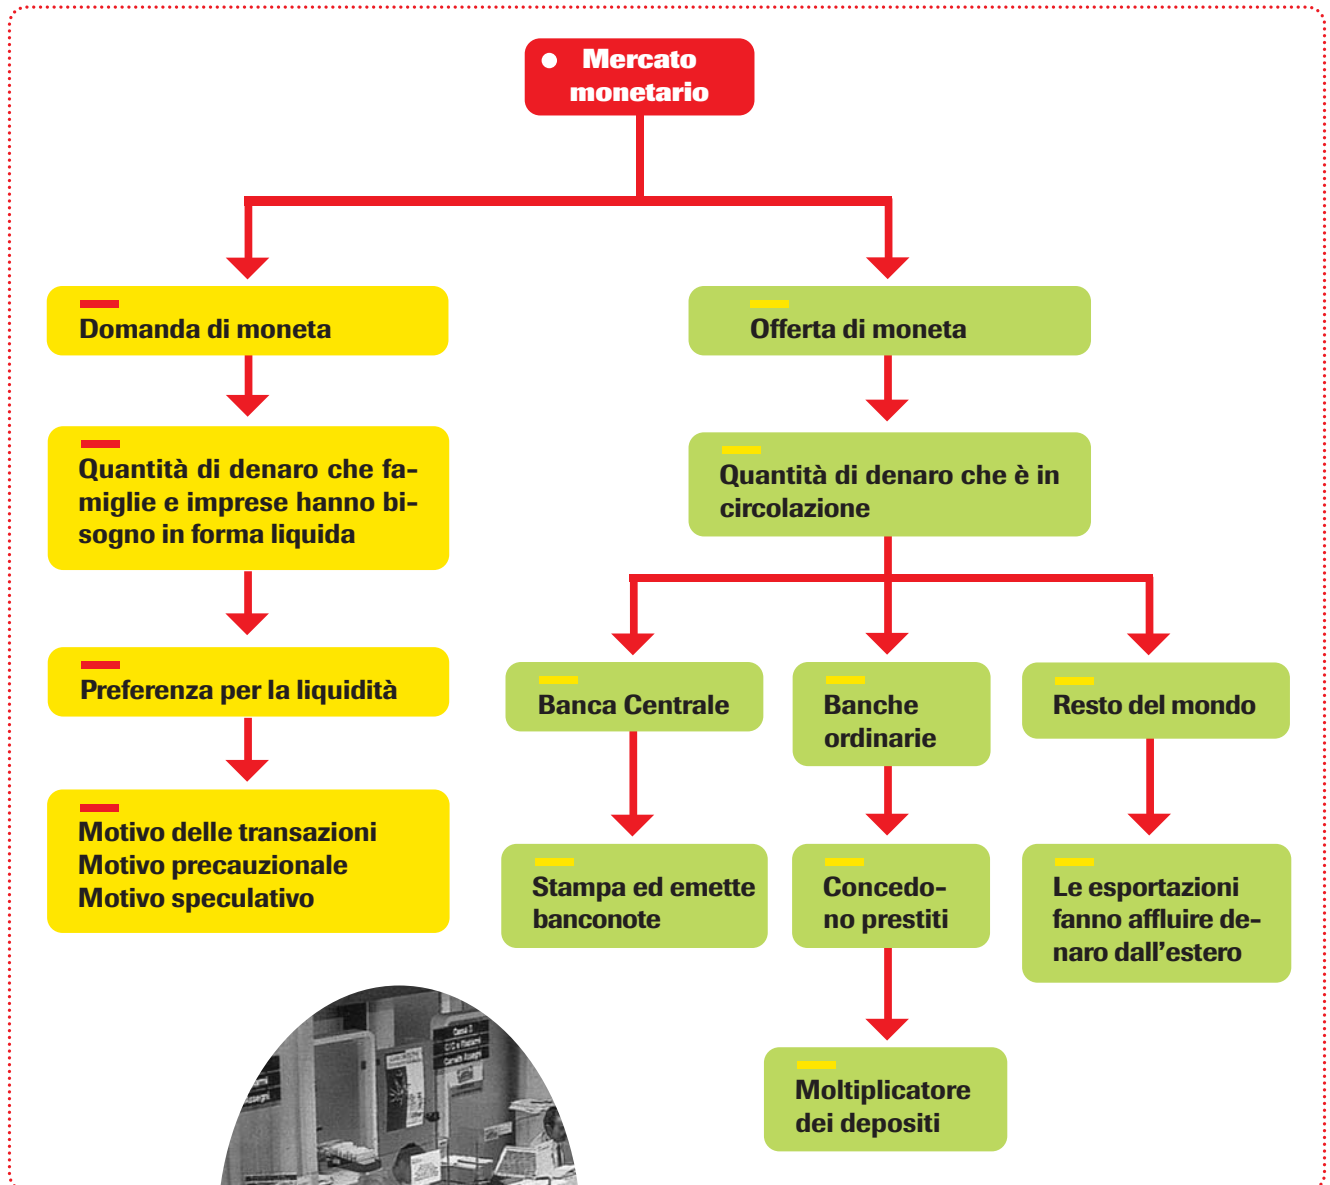 Mercato
monetario
Domanda di moneta
Offerta di moneta
Quantità di denaro che fa-
miglie e imprese hanno bi-
sogno in forma liquida
Quantità di denaro che è in
circolazione
Preferenza per la liquidità
Banca Centrale
Banche
ordinarie
Resto del mondo
Motivo delle transazioni
Motivo precauzionale
Motivo speculativo
Stampa ed emette
banconote
Concedo-
no prestiti
Le esportazioni
fanno affluire de-
naro dall'estero
Moltiplicatore
dei depositi